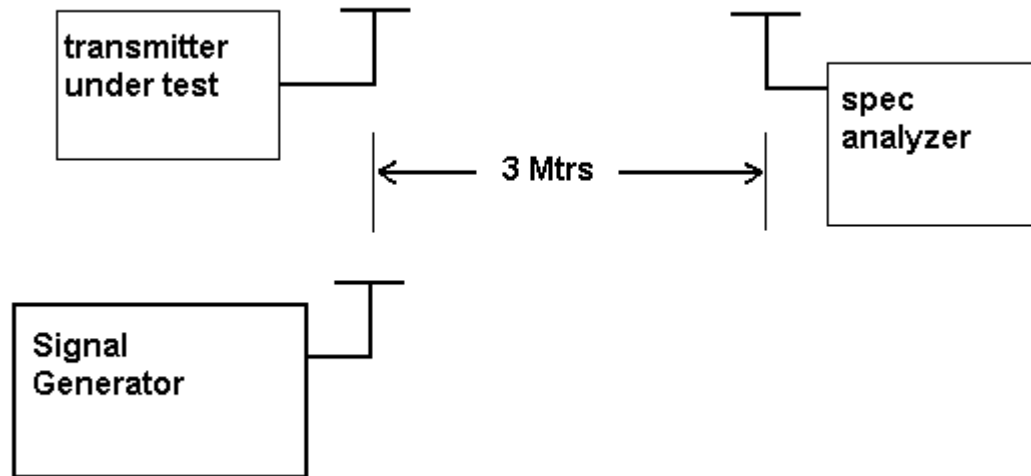 transmitter
under test
spec
analyzer
3 Mtrs
Signal
Generator